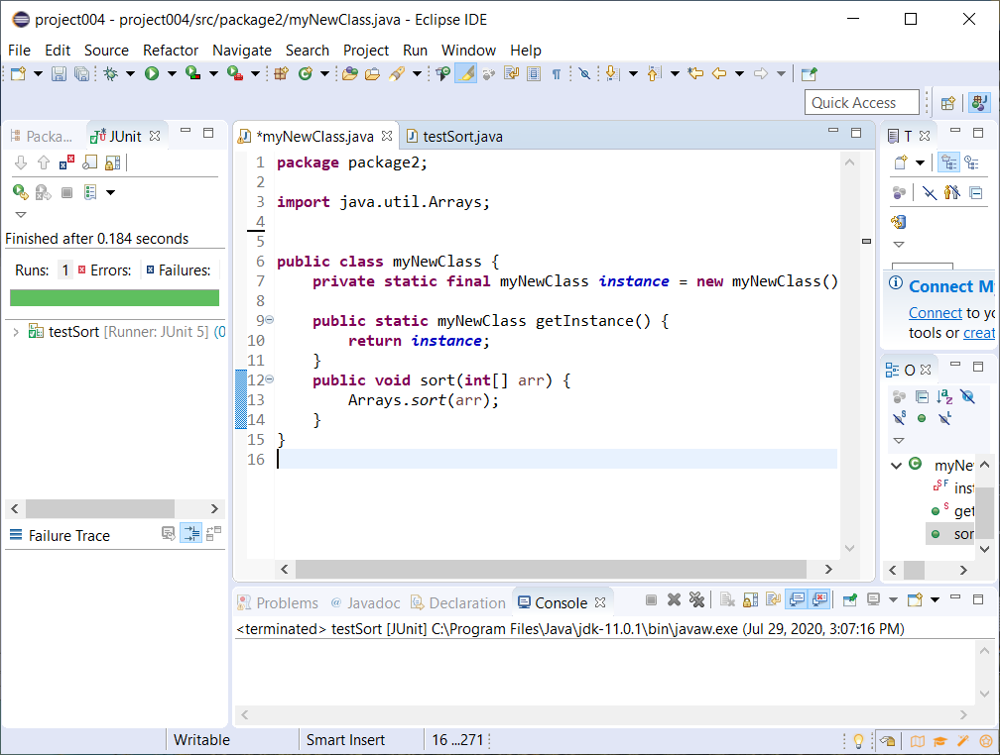 project004 - project004/src/package2/myNewClass.java - Eclipse IDE
File Edit Source Refactor Navigate Search Project Run Window Help
Quick Access
Packa... JUnit
Finished after 0.184 seconds
Runs: 1 Errors: Failures:
testSort [Runner: JUnit 5] (0
Failure Trace
*myNewClass.java testSort.java
1 package package2;
2
3 import java.util.Arrays;
4
5
6 public class myNewClass {
7 private static final myNewClass instance = new myNewClass()
8
9 public static myNewClass getInstance() {
10 return instance;
11 }
12 public void sort(int[] arr) {
13 Arrays.sort(arr);
14 }
15 }
16
T
Connect M
Connect to yo
tools or creat
O
myNe
inst
get
sor
Problems @ Javadoc Declaration Console
<terminated> testSort [JUnit] C:\Program Files\Java\jdk-11.0.1\bin\javaw.exe (Jul 29, 2020, 3:07:16 PM)
Writable Smart Insert 16 ...271